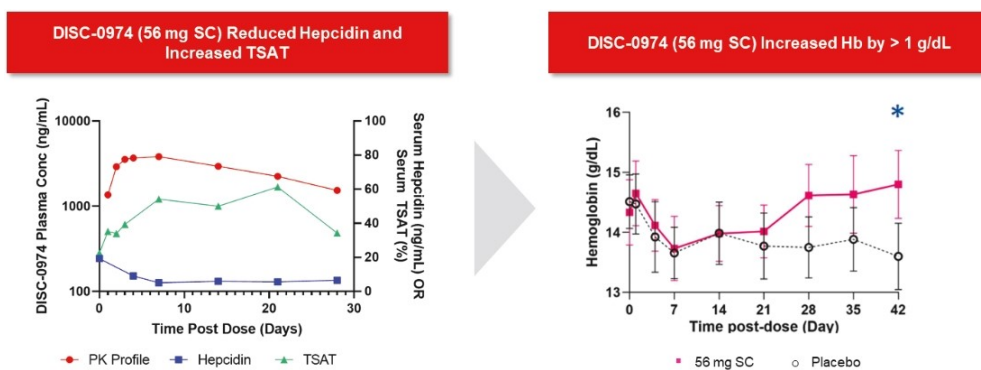 DISC-0974 (56 mg SC) Reduced Hepcidin and
Increased TSAT
DISC-0974 Plasma Conc (ng/mL)
10000
1000
100
100
80
60
40
20
0
Serum Hepcidin (ng/mL) OR
Serum TSAT (%)
0
10
20
30
Time Post Dose (Days)
PK Profile
Hepcidin
TSAT
DISC-0974 (56 mg SC) Increased Hb by > 1 g/dL
Hemoglobin (g/dL)
16
15
14
13
*
0
7
14
21
28
35
42
Time post-dose (Day)
56 mg SC
Placebo